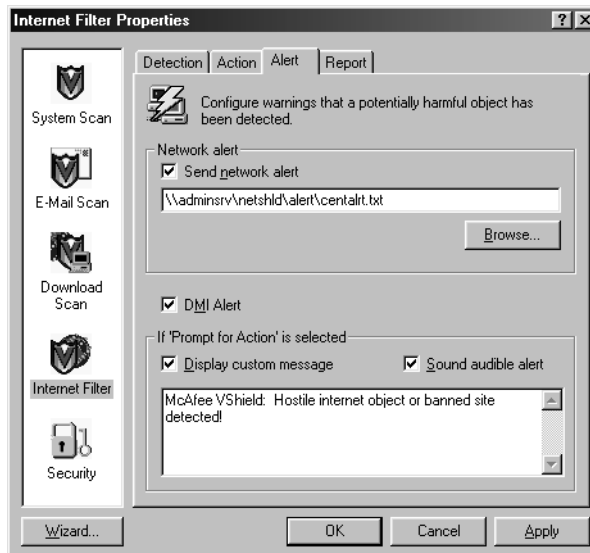 Internet Filter Properties
System Scan
E-Mail Scan
Download
Scan
Internet Filter
Security
Detection
Action
Alert
Report
Configure warnings that a potentially harmful object has
been detected.
Network alert
Send network alert
\\adminsrv\netshld\alert\centalrt.txt
Browse...
DMI Alert
If 'Prompt for Action' is selected
Display custom message
Sound audible alert
McAfee VShield:  Hostile internet object or banned site
detected!
Wizard...
OK
Cancel
Apply